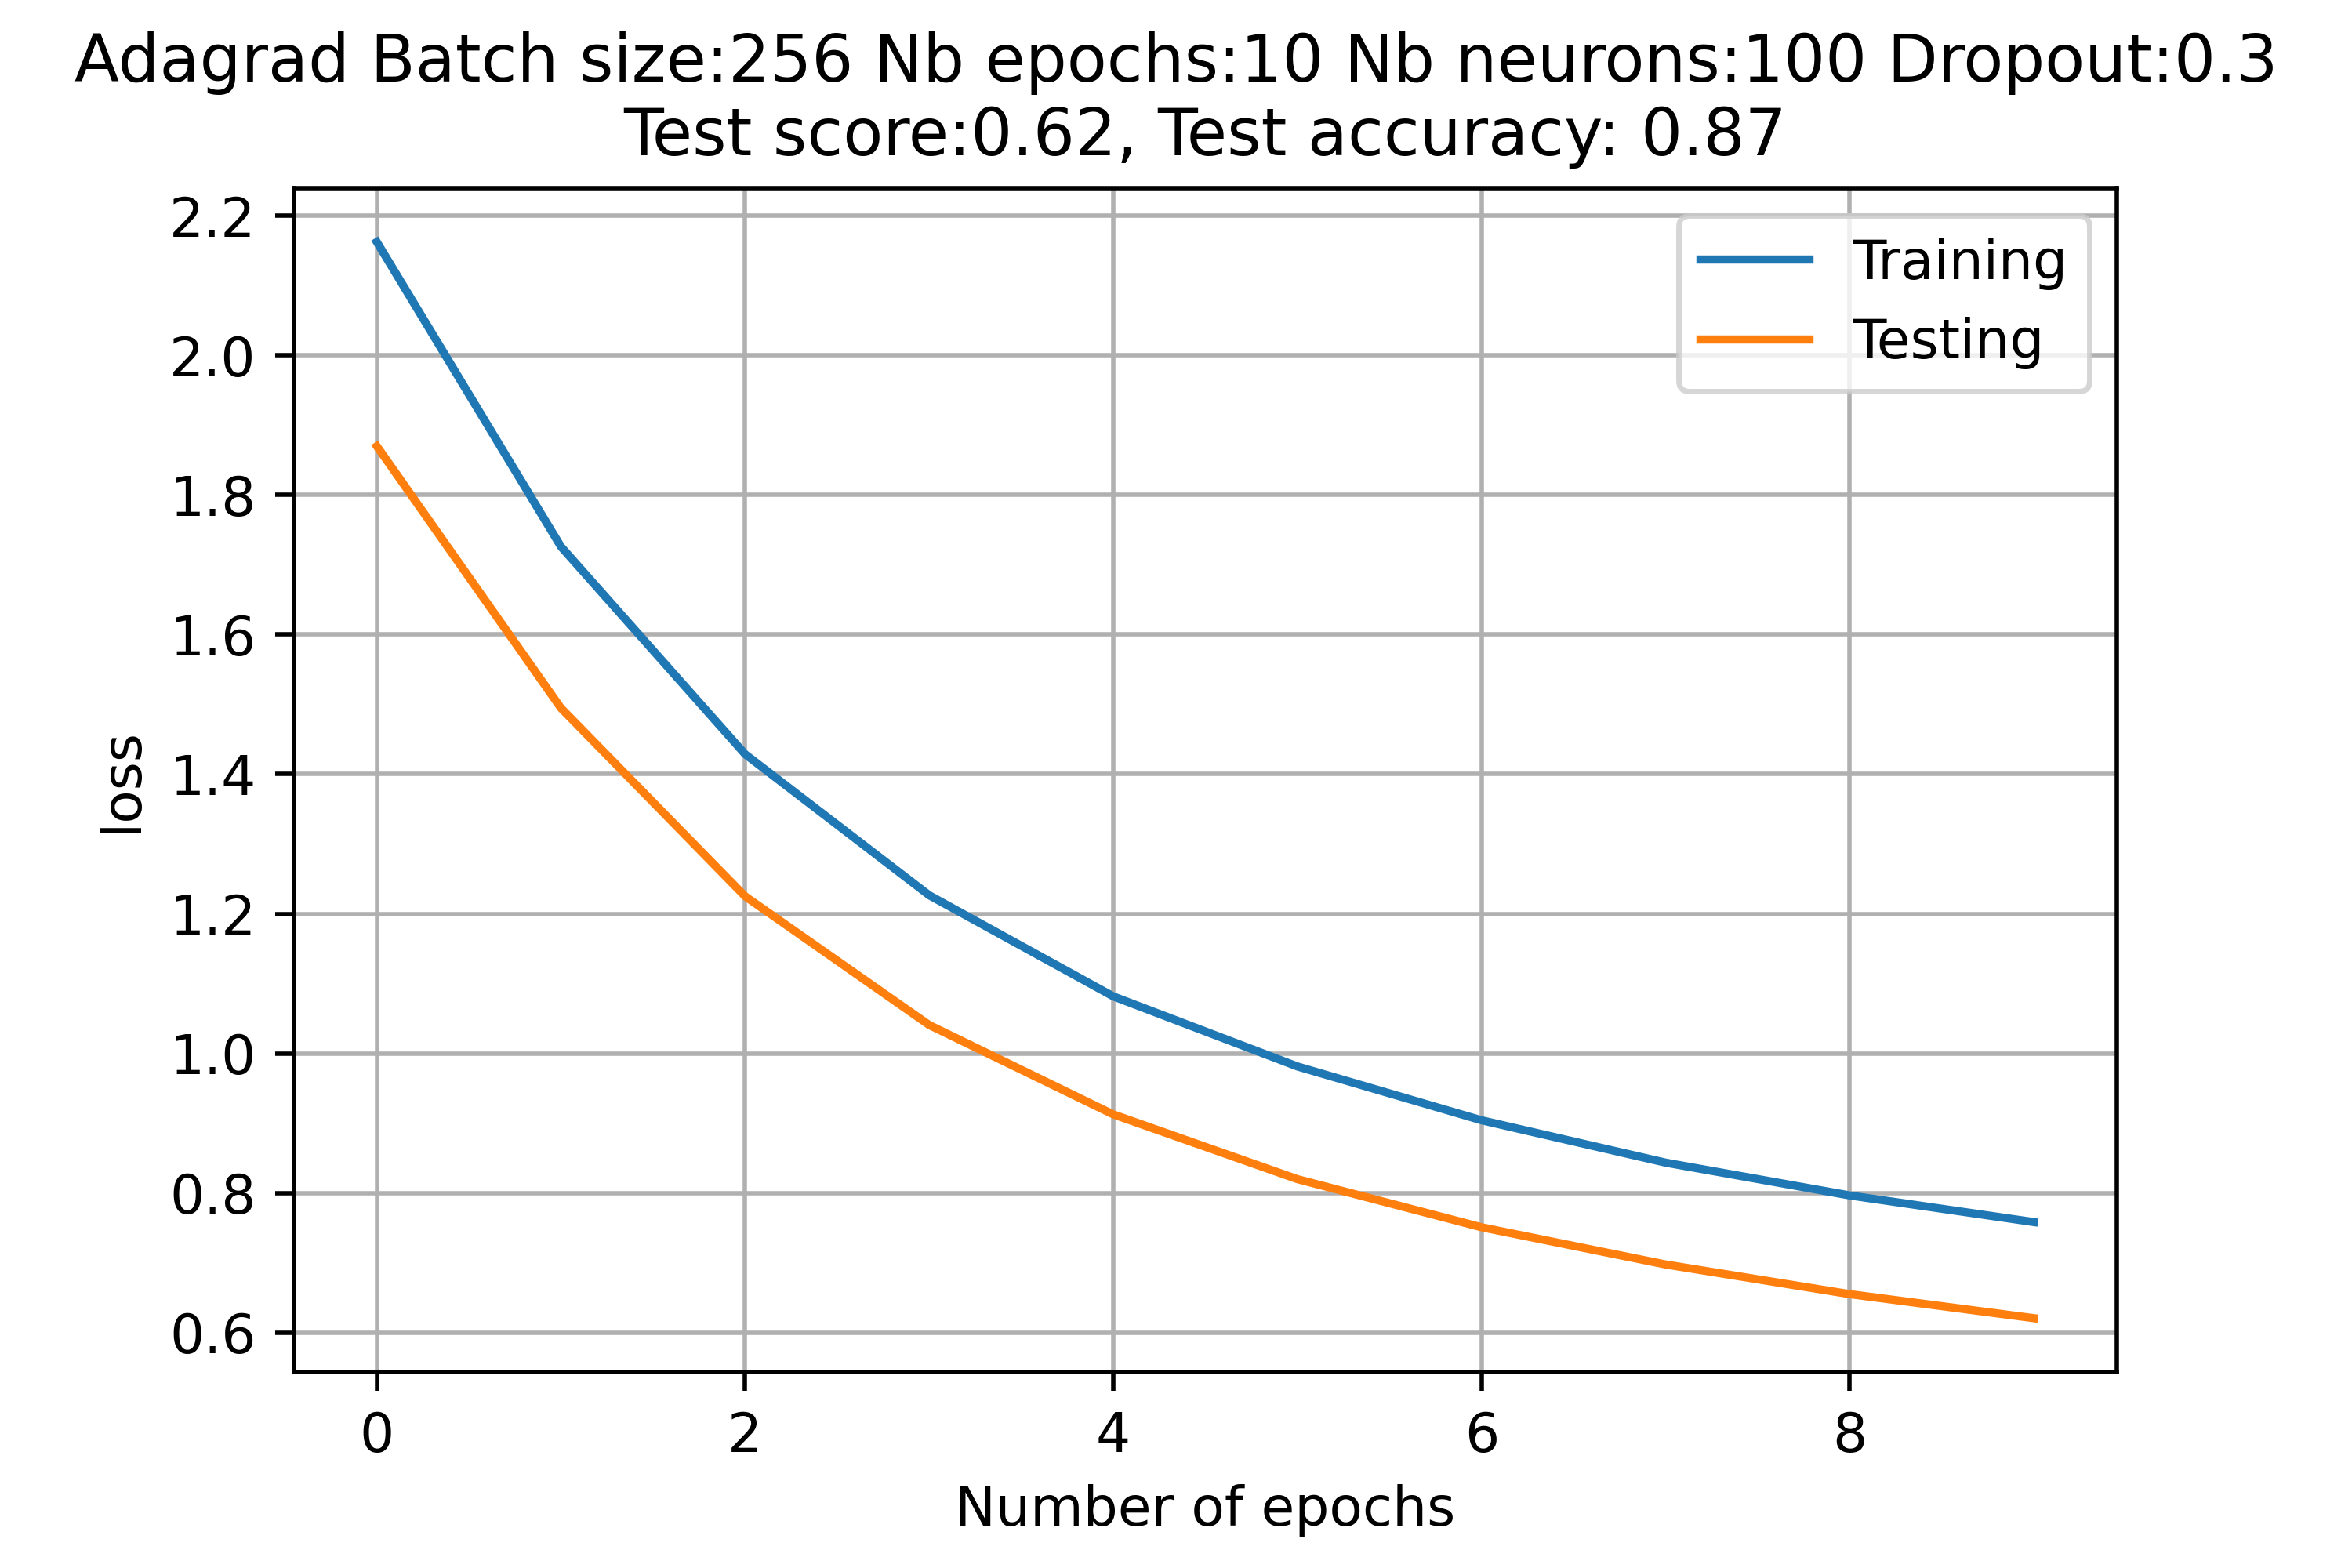 Adagrad Batch size:256 Nb epochs:10 Nb neurons:100 Dropout:0.3
Test score:0.62, Test accuracy: 0.87
Training
Testing
2.2
2.0
1.8
1.6
1.4
1.2
1.0
0.8
0.6
loss
0 2 4 6 8
Number of epochs